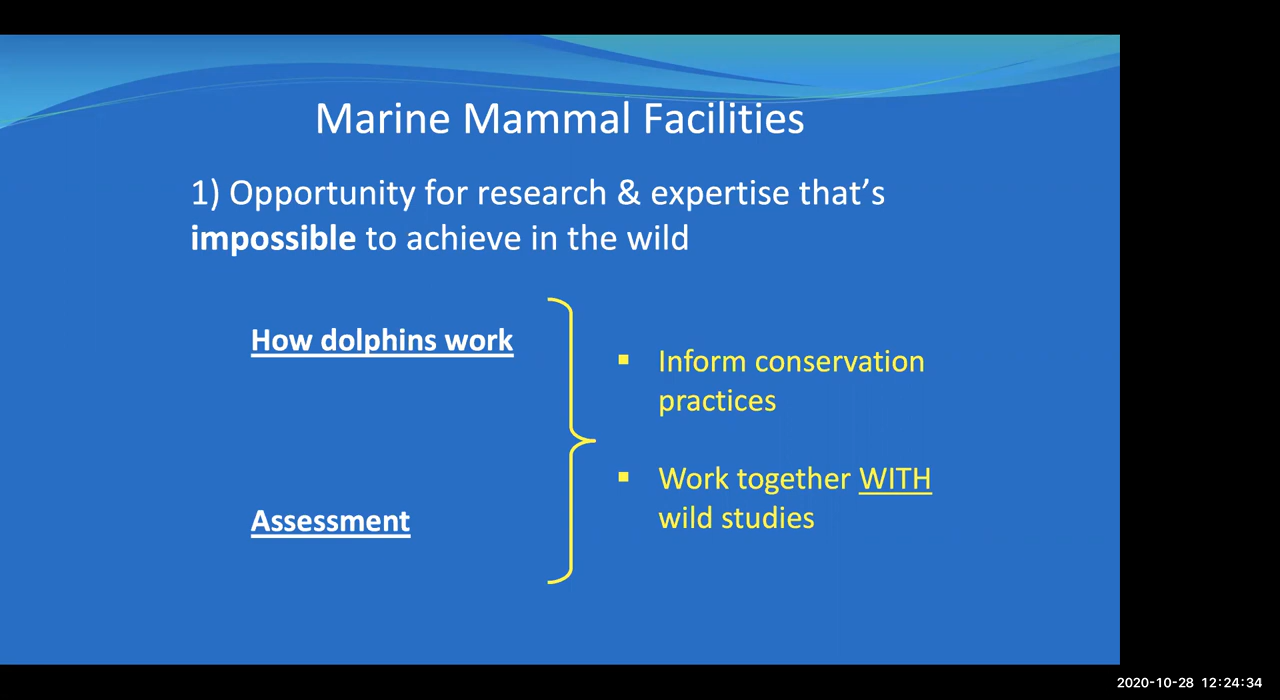 Marine Mammal Facilities
1) Opportunity for research & expertise that’s
impossible to achieve in the wild
How dolphins work
Assessment
▪ Inform conservation
practices
▪ Work together WITH
wild studies
2020-10-28 12:24:34